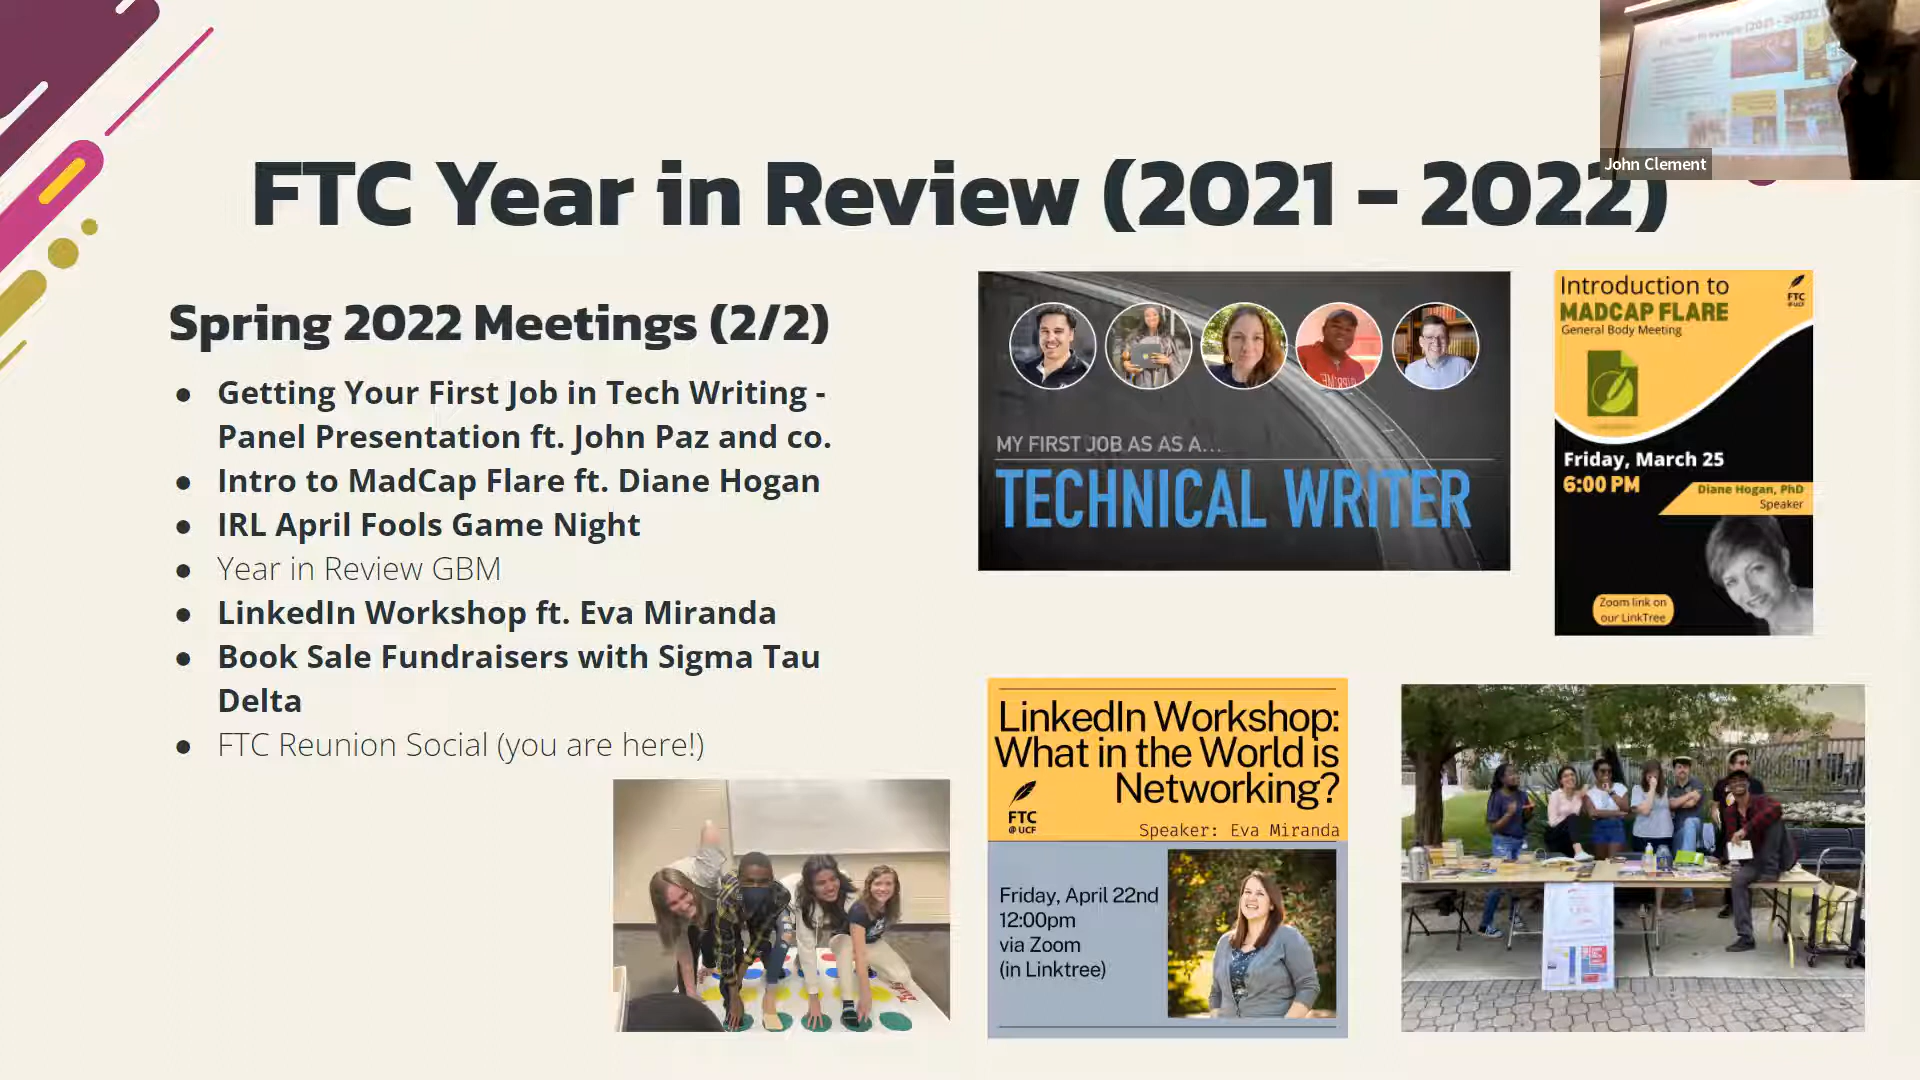 John Clement
FTC Year in Review (2021 - 2022)
Spring 2022 Meetings (2/2)
● Getting Your First Job in Tech Writing -
Panel Presentation ft. John Paz and co.
● Intro to MadCap Flare ft. Diane Hogan
● IRL April Fools Game Night
● Year in Review GBM
● LinkedIn Workshop ft. Eva Miranda
● Book Sale Fundraisers with Sigma Tau
Delta
● FTC Reunion Social (you are here!)
MY FIRST JOB AS AS A...
TECHNICAL WRITER
Introduction to
MADCAP FLARE
General Body Meeting
FTC
@ UCF
Friday, March 25
6:00 PM
Diane Hogan, PhD
Speaker
Zoom link on
our LinkTree
LinkedIn Workshop:
What in the World is
Networking?
FTC
@ UCF
Speaker: Eva Miranda
Friday, April 22nd
12:00pm
via Zoom
(in Linktree)